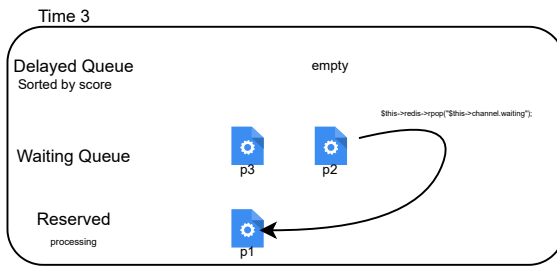 Time 3
Delayed Queue
empty
Sorted by score
$this->redis->rpop("$this->channel.waiting");
Waiting Queue
p3
p2
Reserved
processing
p1